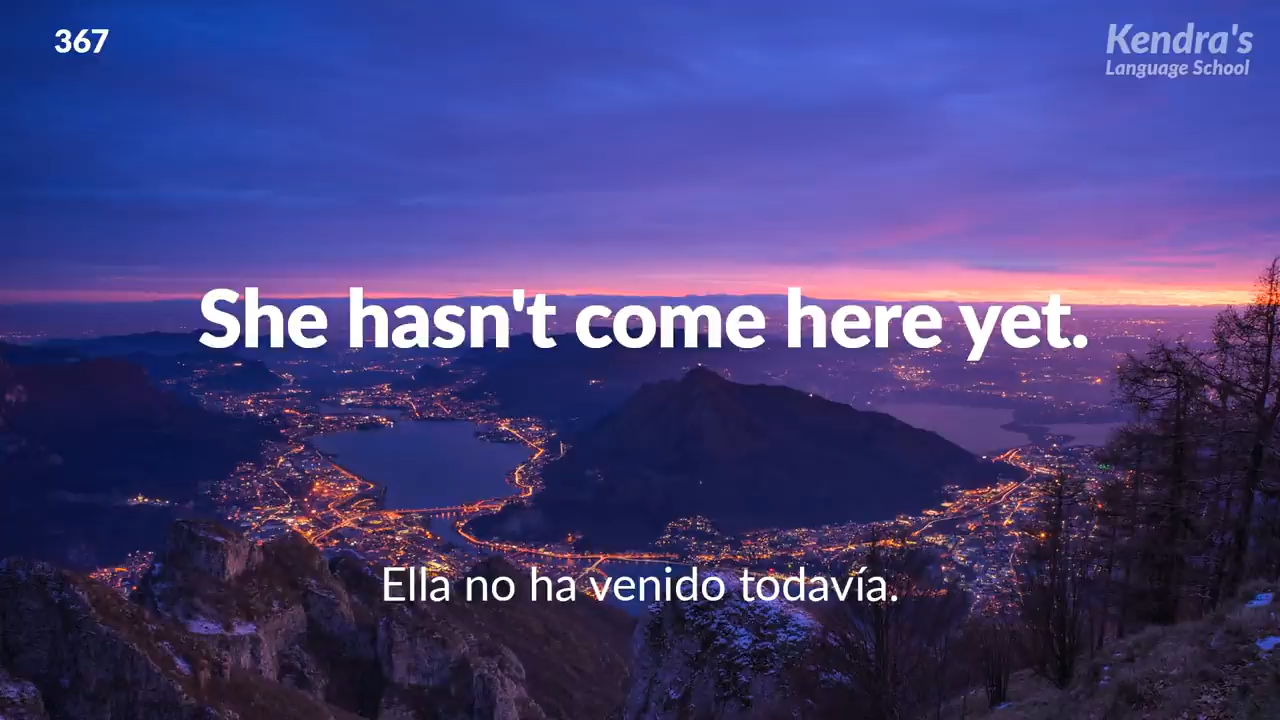 367
Kendra's
Language School
She hasn't come here yet.
Ella no ha venido todavía.